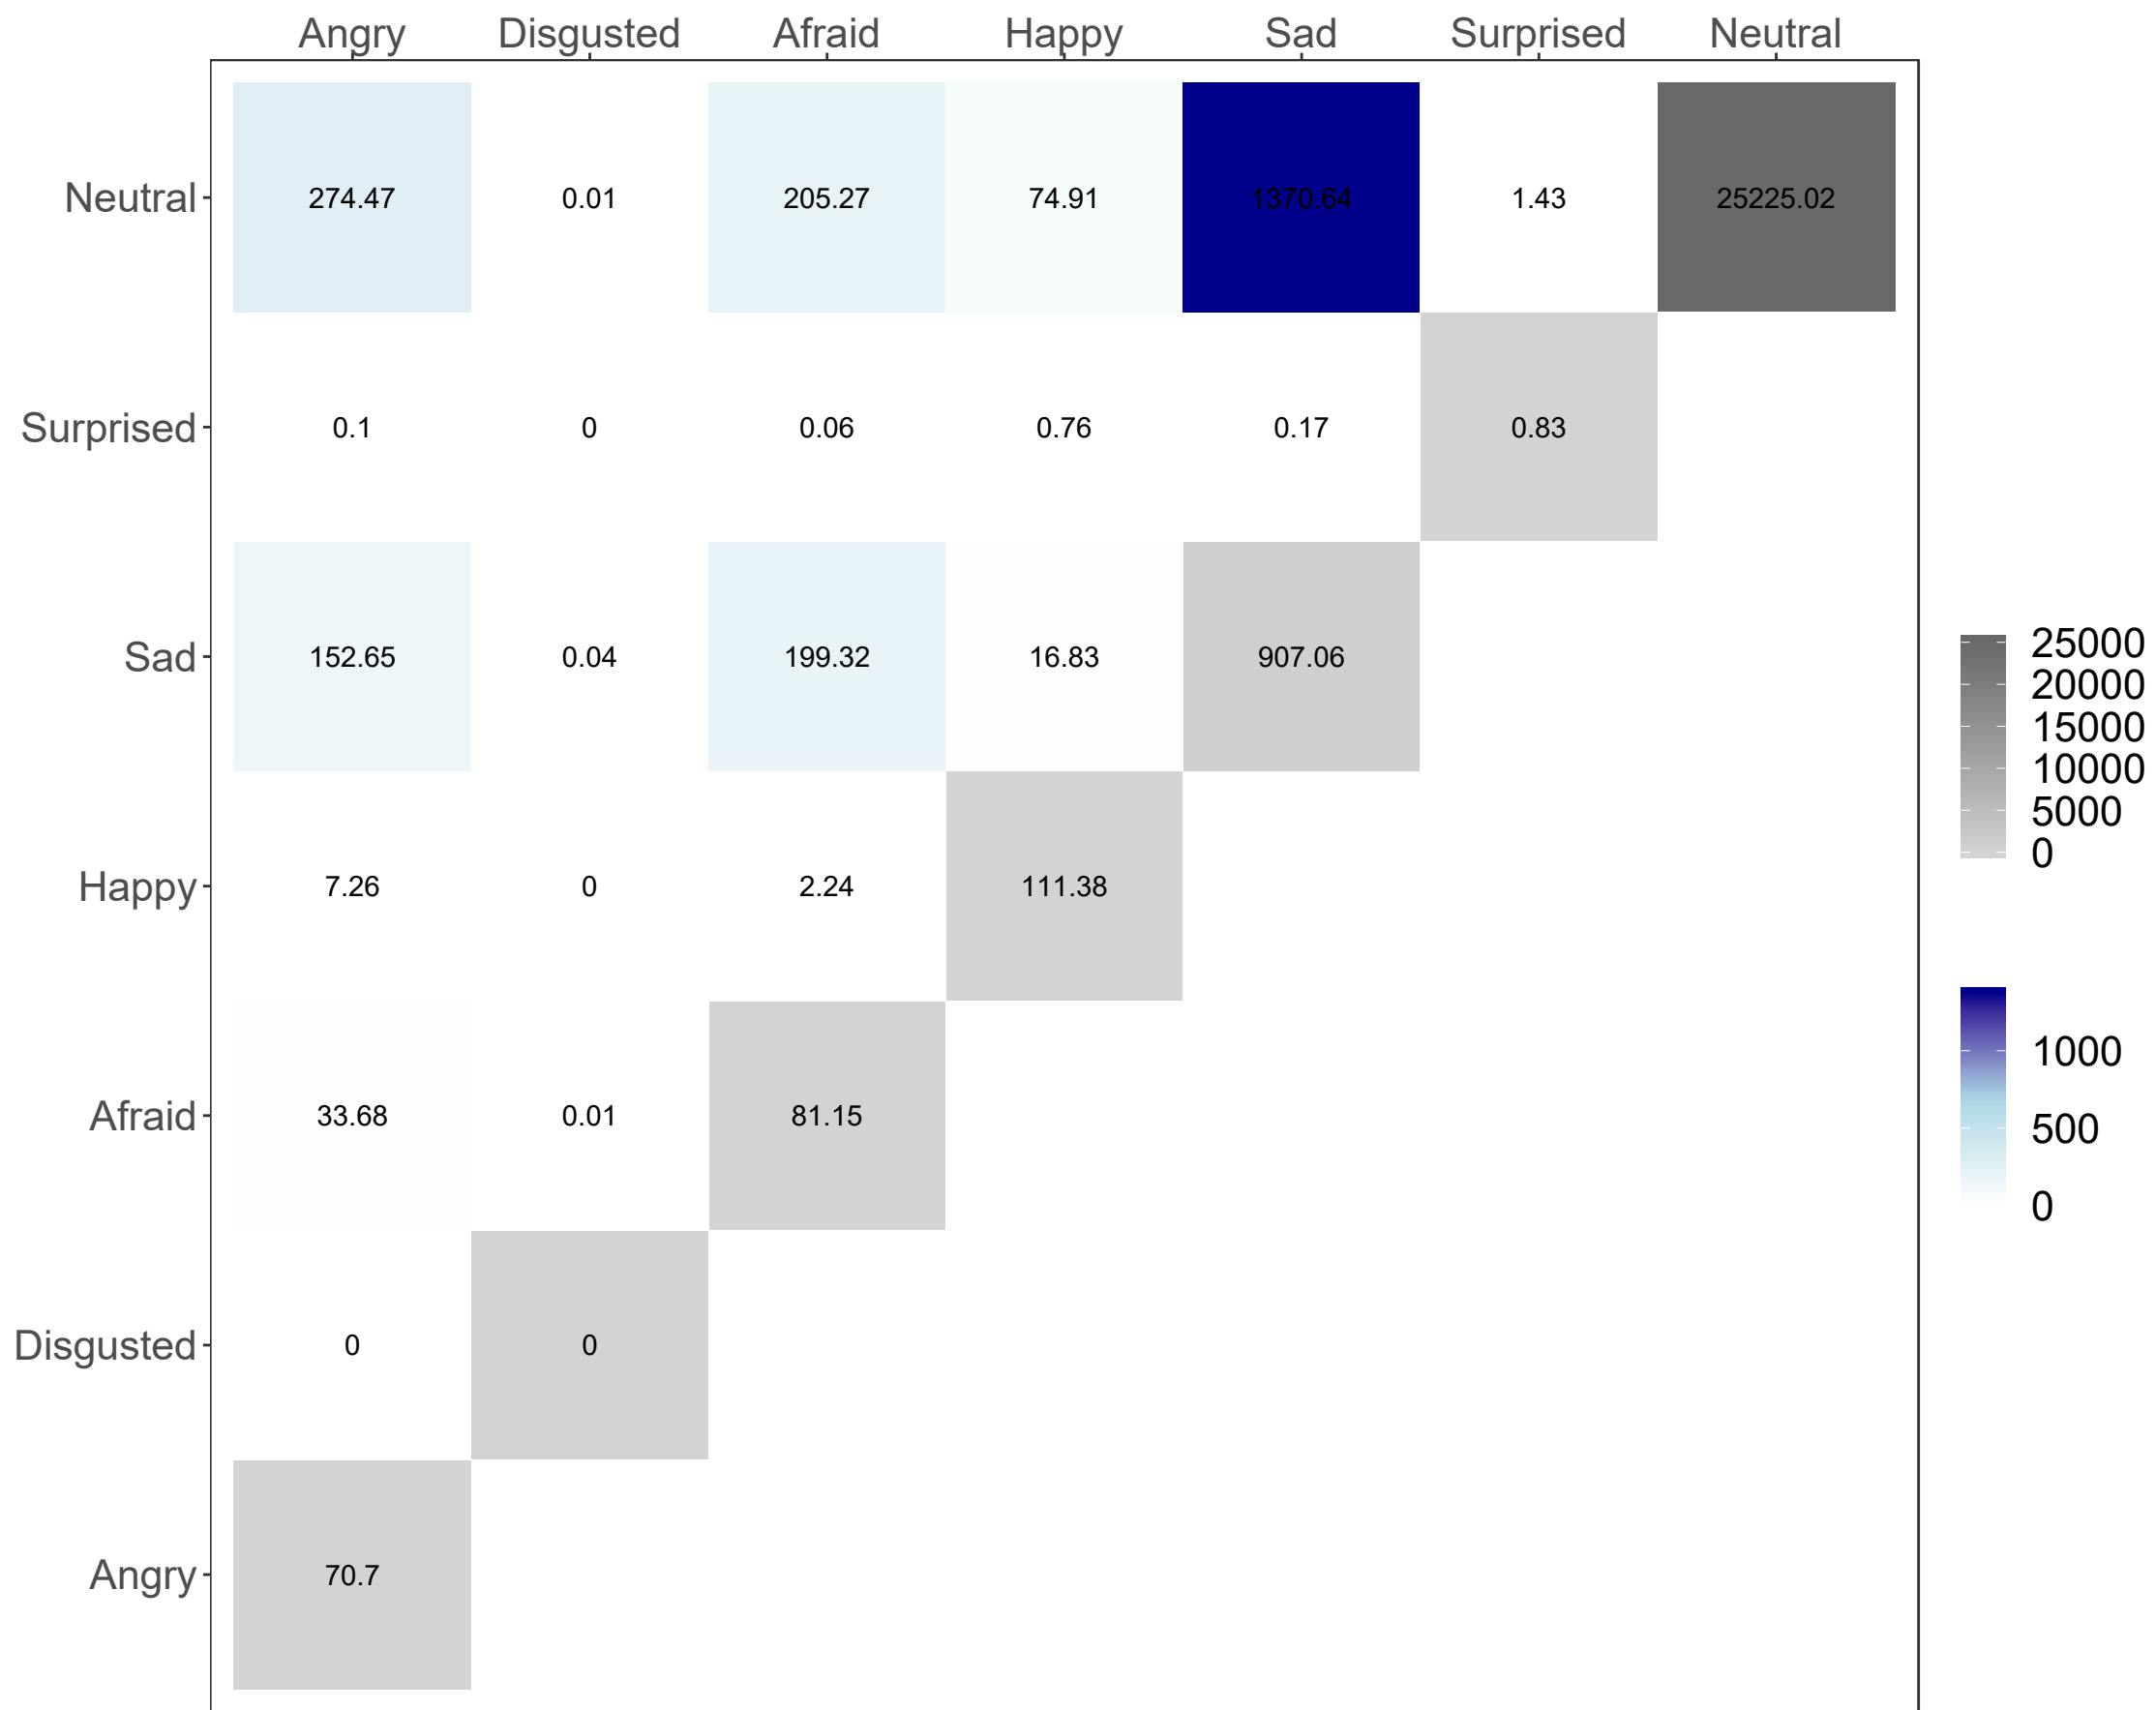 Angry Disgusted Afraid Happy Sad Surprised Neutral
Neutral 274.47 0.01 205.27 74.91 1370.64 1.43 25225.02
Surprised 0.1 0 0.06 0.76 0.17 0.83
Sad 152.65 0.04 199.32 16.83 907.06
Happy 7.26 0 2.24 111.38
Afraid 33.68 0.01 81.15
Disgusted 0 0
Angry 70.7
25000
20000
15000
10000
5000
0
1000
500
0